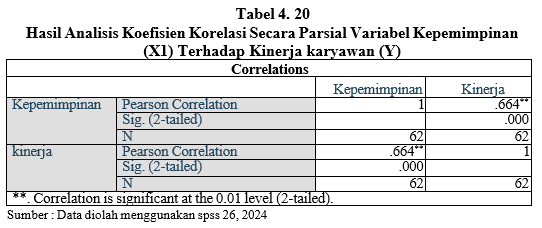 Tabel 4. 20
Hasil Analisis Koefisien Korelasi Secara Parsial Variabel Kepemimpinan
(X1) Terhadap Kinerja karyawan (Y)
Correlations
Kepemimpinan Kinerja
Kepemimpinan Pearson Correlation 1 .664**
Sig. (2-tailed) .000
N 62 62
kinerja Pearson Correlation .664** 1
Sig. (2-tailed) .000
N 62 62
**. Correlation is significant at the 0.01 level (2-tailed).
Sumber : Data diolah menggunakan spss 26, 2024